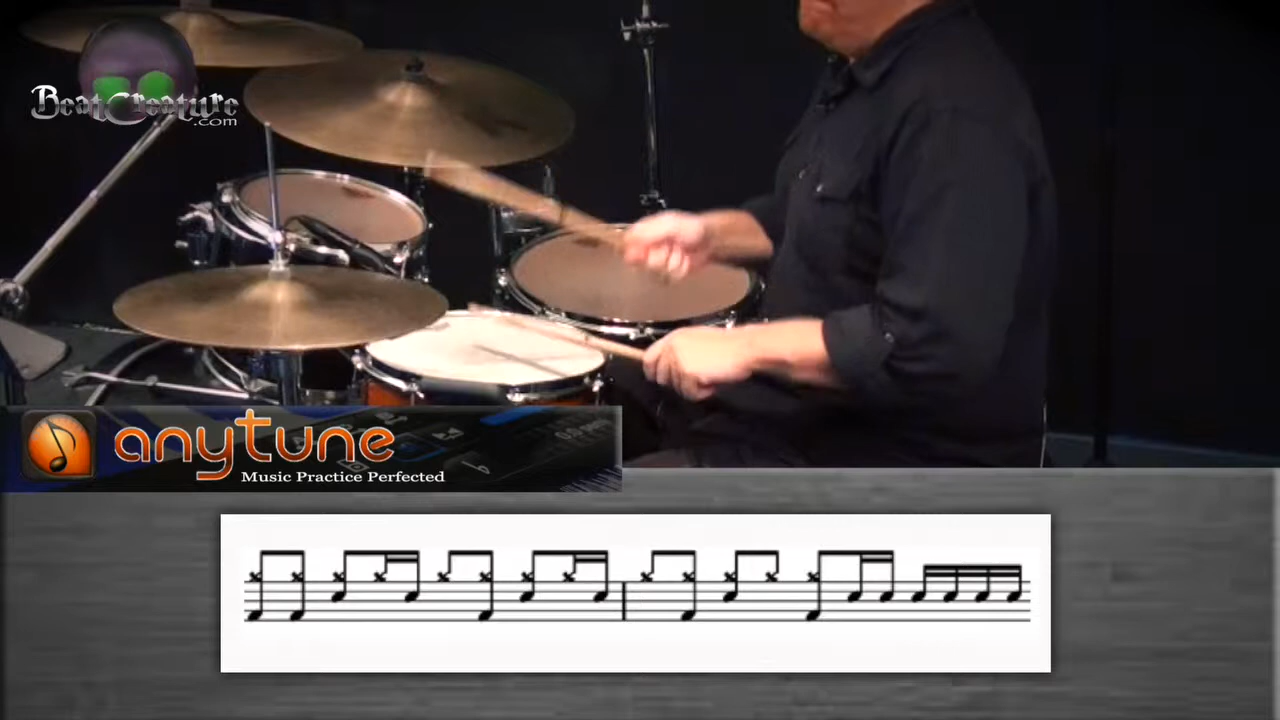 BeatCreature
.com
anytune
Music Practice Perfected